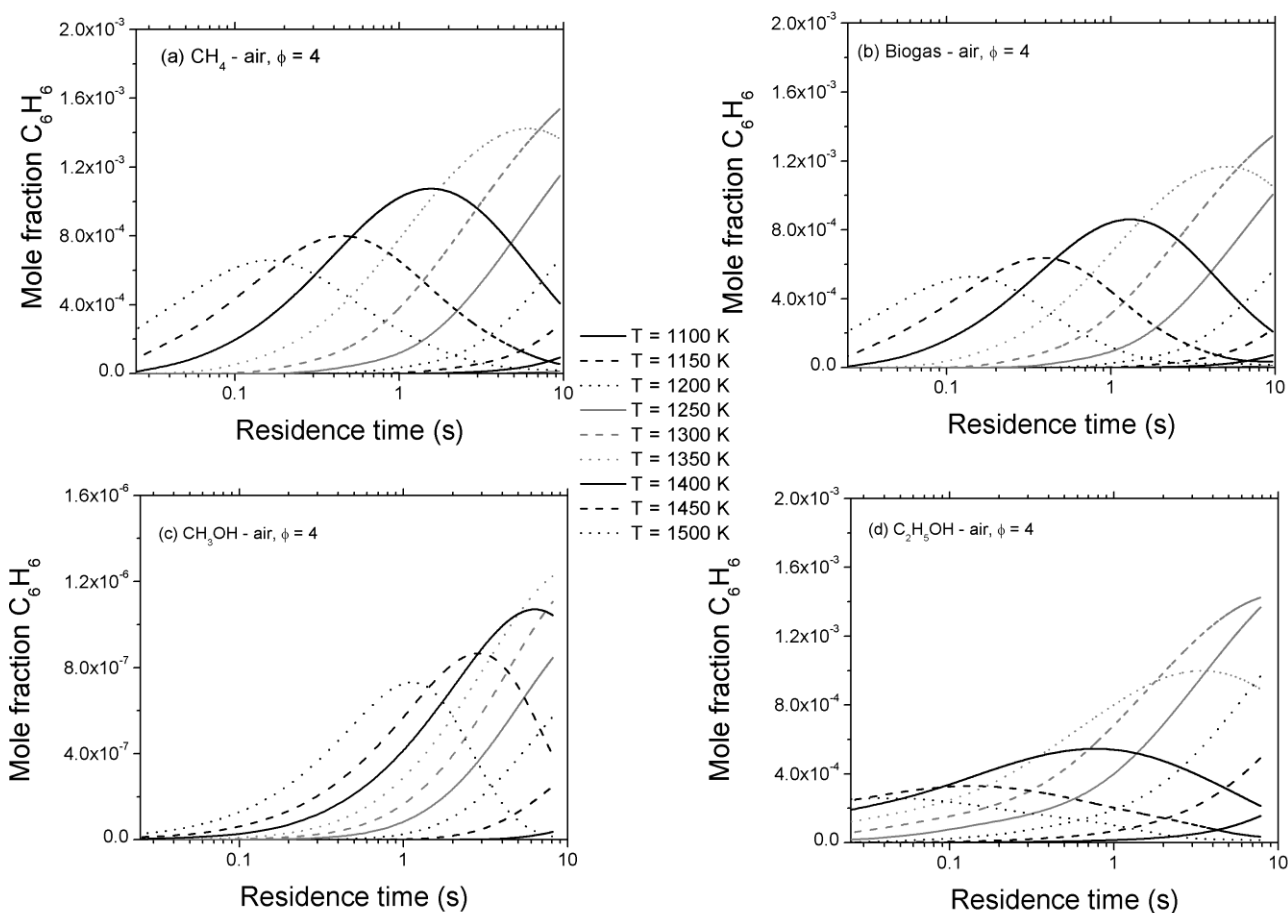 (a) CH₄ - air, ϕ = 4
Mole fraction C₆H₆
2.0x10⁻³
1.6x10⁻³
1.2x10⁻³
8.0x10⁻⁴
4.0x10⁻⁴
0.0
0.1
1
10
Residence time (s)
(b) Biogas - air, ϕ = 4
Mole fraction C₆H₆
2.0x10⁻³
1.6x10⁻³
1.2x10⁻³
8.0x10⁻⁴
4.0x10⁻⁴
0.0
0.1
1
10
Residence time (s)
T = 1100 K
T = 1150 K
T = 1200 K
T = 1250 K
T = 1300 K
T = 1350 K
T = 1400 K
T = 1450 K
T = 1500 K
(c) CH₃OH - air, ϕ = 4
Mole fraction C₆H₆
1.6x10⁻⁶
1.2x10⁻⁶
8.0x10⁻⁷
4.0x10⁻⁷
0.0
0.1
1
10
Residence time (s)
(d) C₂H₅OH - air, ϕ = 4
Mole fraction C₆H₆
2.0x10⁻³
1.6x10⁻³
1.2x10⁻³
8.0x10⁻⁴
4.0x10⁻⁴
0.0
0.1
1
10
Residence time (s)